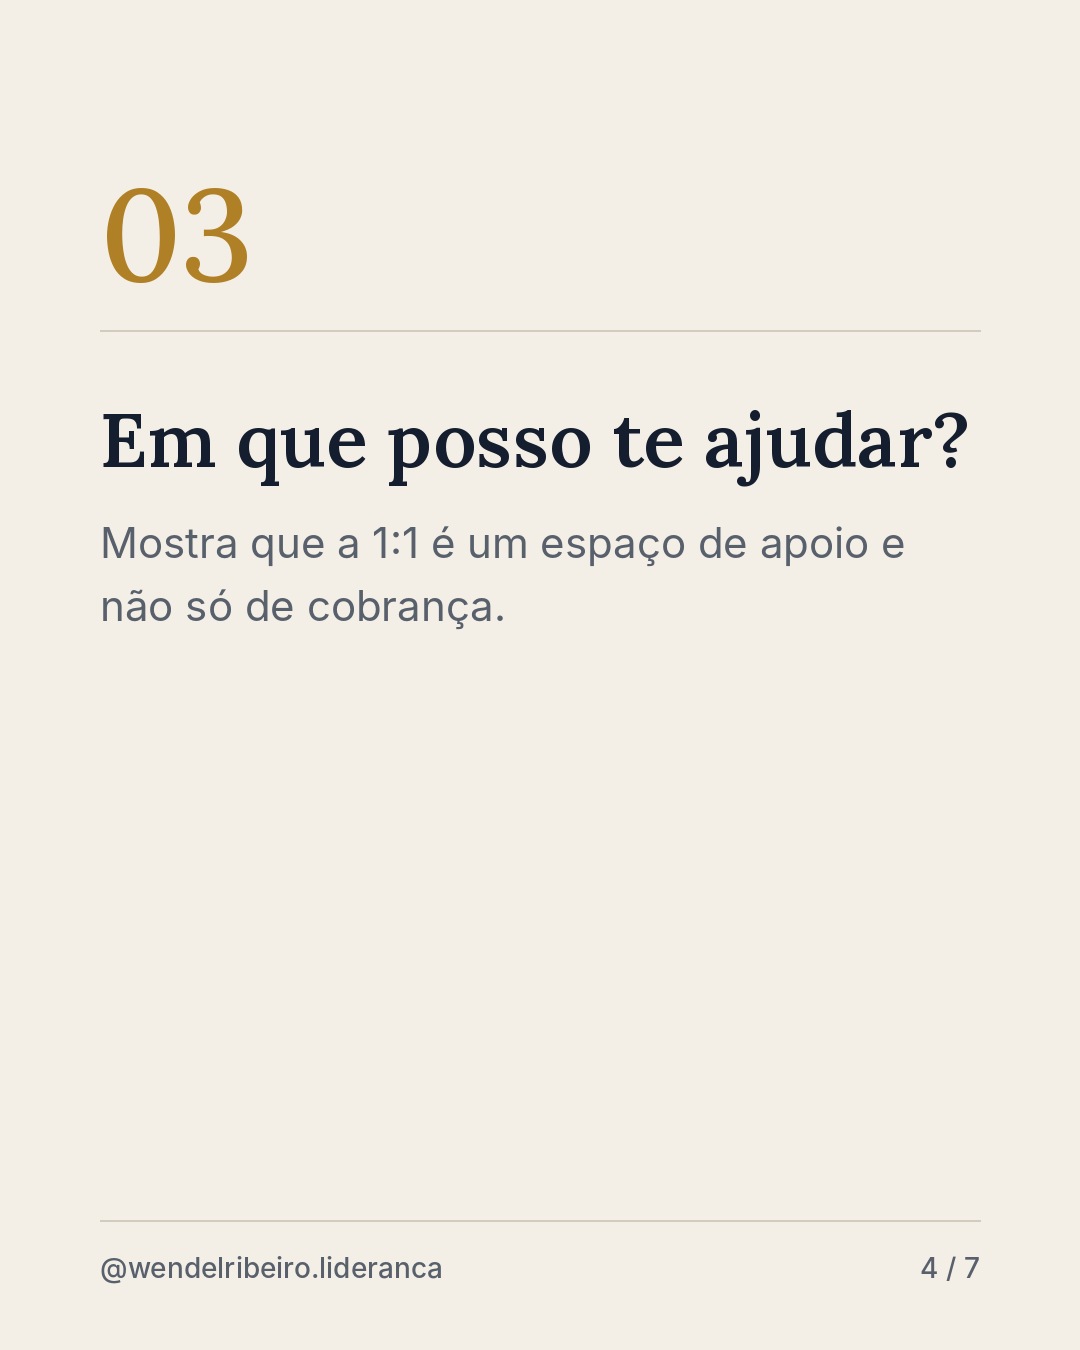 03
Em que posso te ajudar?
Mostra que a 1:1 é um espaço de apoio e
não só de cobrança.
@wendelribeiro.lideranca
4 / 7